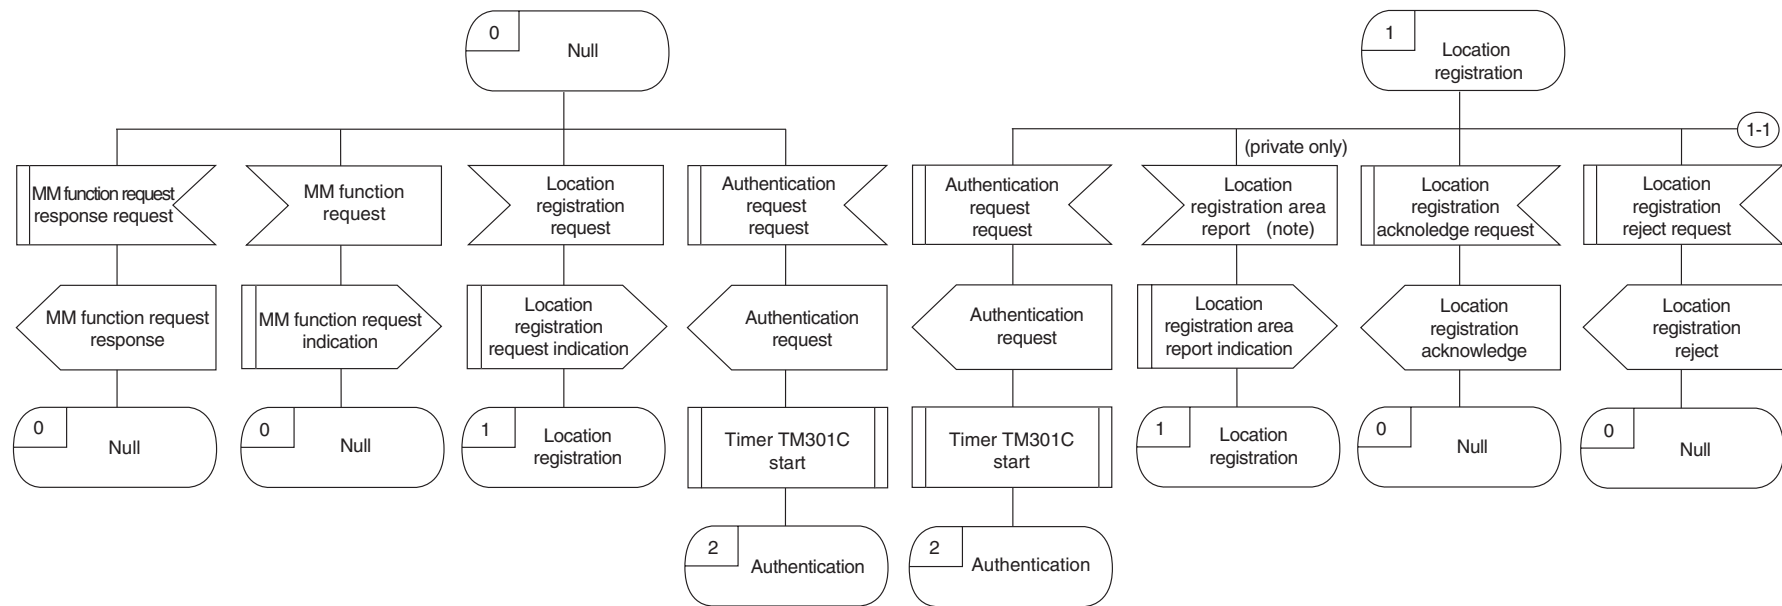 0
Null
1
Location
registration
1-1
(private only)
MM function request
response request
MM function
request
Location
registration
request
Authentication
request
request
Authentication
request
request
Location
registration area
report (note)
Location
registration
acknoledge request
Location
registration
reject request
MM function request
response
MM function request
indication
Location
registration
request indication
Authentication
request
Authentication
request
Location
registration area
report indication
Location
registration
acknowledge
Location
registration
reject
0
Null
0
Null
1
Location
registration
Timer TM301C
start
Timer TM301C
start
1
Location
registration
0
Null
0
Null
2
Authentication
2
Authentication